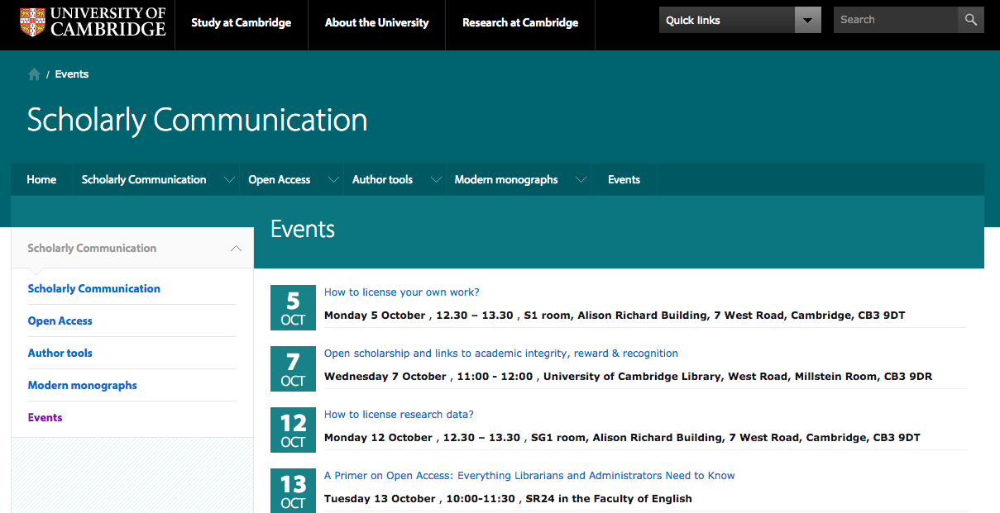 UNIVERSITY OF
CAMBRIDGE
Study at Cambridge
About the University
Research at Cambridge
Quick links
Search
/ Events
Scholarly Communication
Home
Scholarly Communication
Open Access
Author tools
Modern monographs
Events
Events
Scholarly Communication
Scholarly Communication
Open Access
Author tools
Modern monographs
Events
5
OCT
How to license your own work?
Monday 5 October , 12.30 – 13.30 , S1 room, Alison Richard Building, 7 West Road, Cambridge, CB3 9DT
7
OCT
Open scholarship and links to academic integrity, reward & recognition
Wednesday 7 October , 11:00 - 12:00 , University of Cambridge Library, West Road, Millstein Room, CB3 9DR
12
OCT
How to license research data?
Monday 12 October , 12.30 – 13.30 , SG1 room, Alison Richard Building, 7 West Road, Cambridge, CB3 9DT
13
OCT
A Primer on Open Access: Everything Librarians and Administrators Need to Know
Tuesday 13 October , 10:00-11:30 , SR24 in the Faculty of English